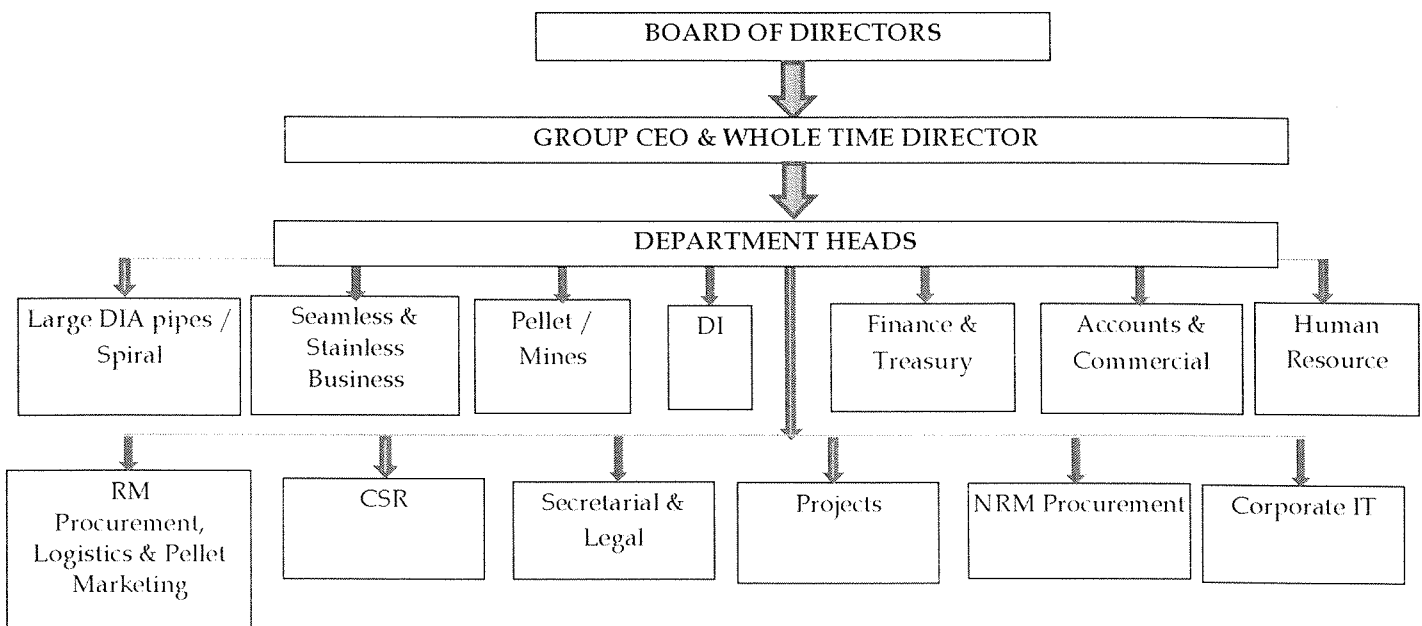 BOARD OF DIRECTORS
GROUP CEO & WHOLE TIME DIRECTOR
DEPARTMENT HEADS
Large DIA pipes /
Spiral
Seamless &
Stainless
Business
Pellet /
Mines
DI
Finance &
Treasury
Accounts &
Commercial
Human
Resource
RM
Procurement,
Logistics & Pellet
Marketing
CSR
Secretarial &
Legal
Projects
NRM Procurement
Corporate IT